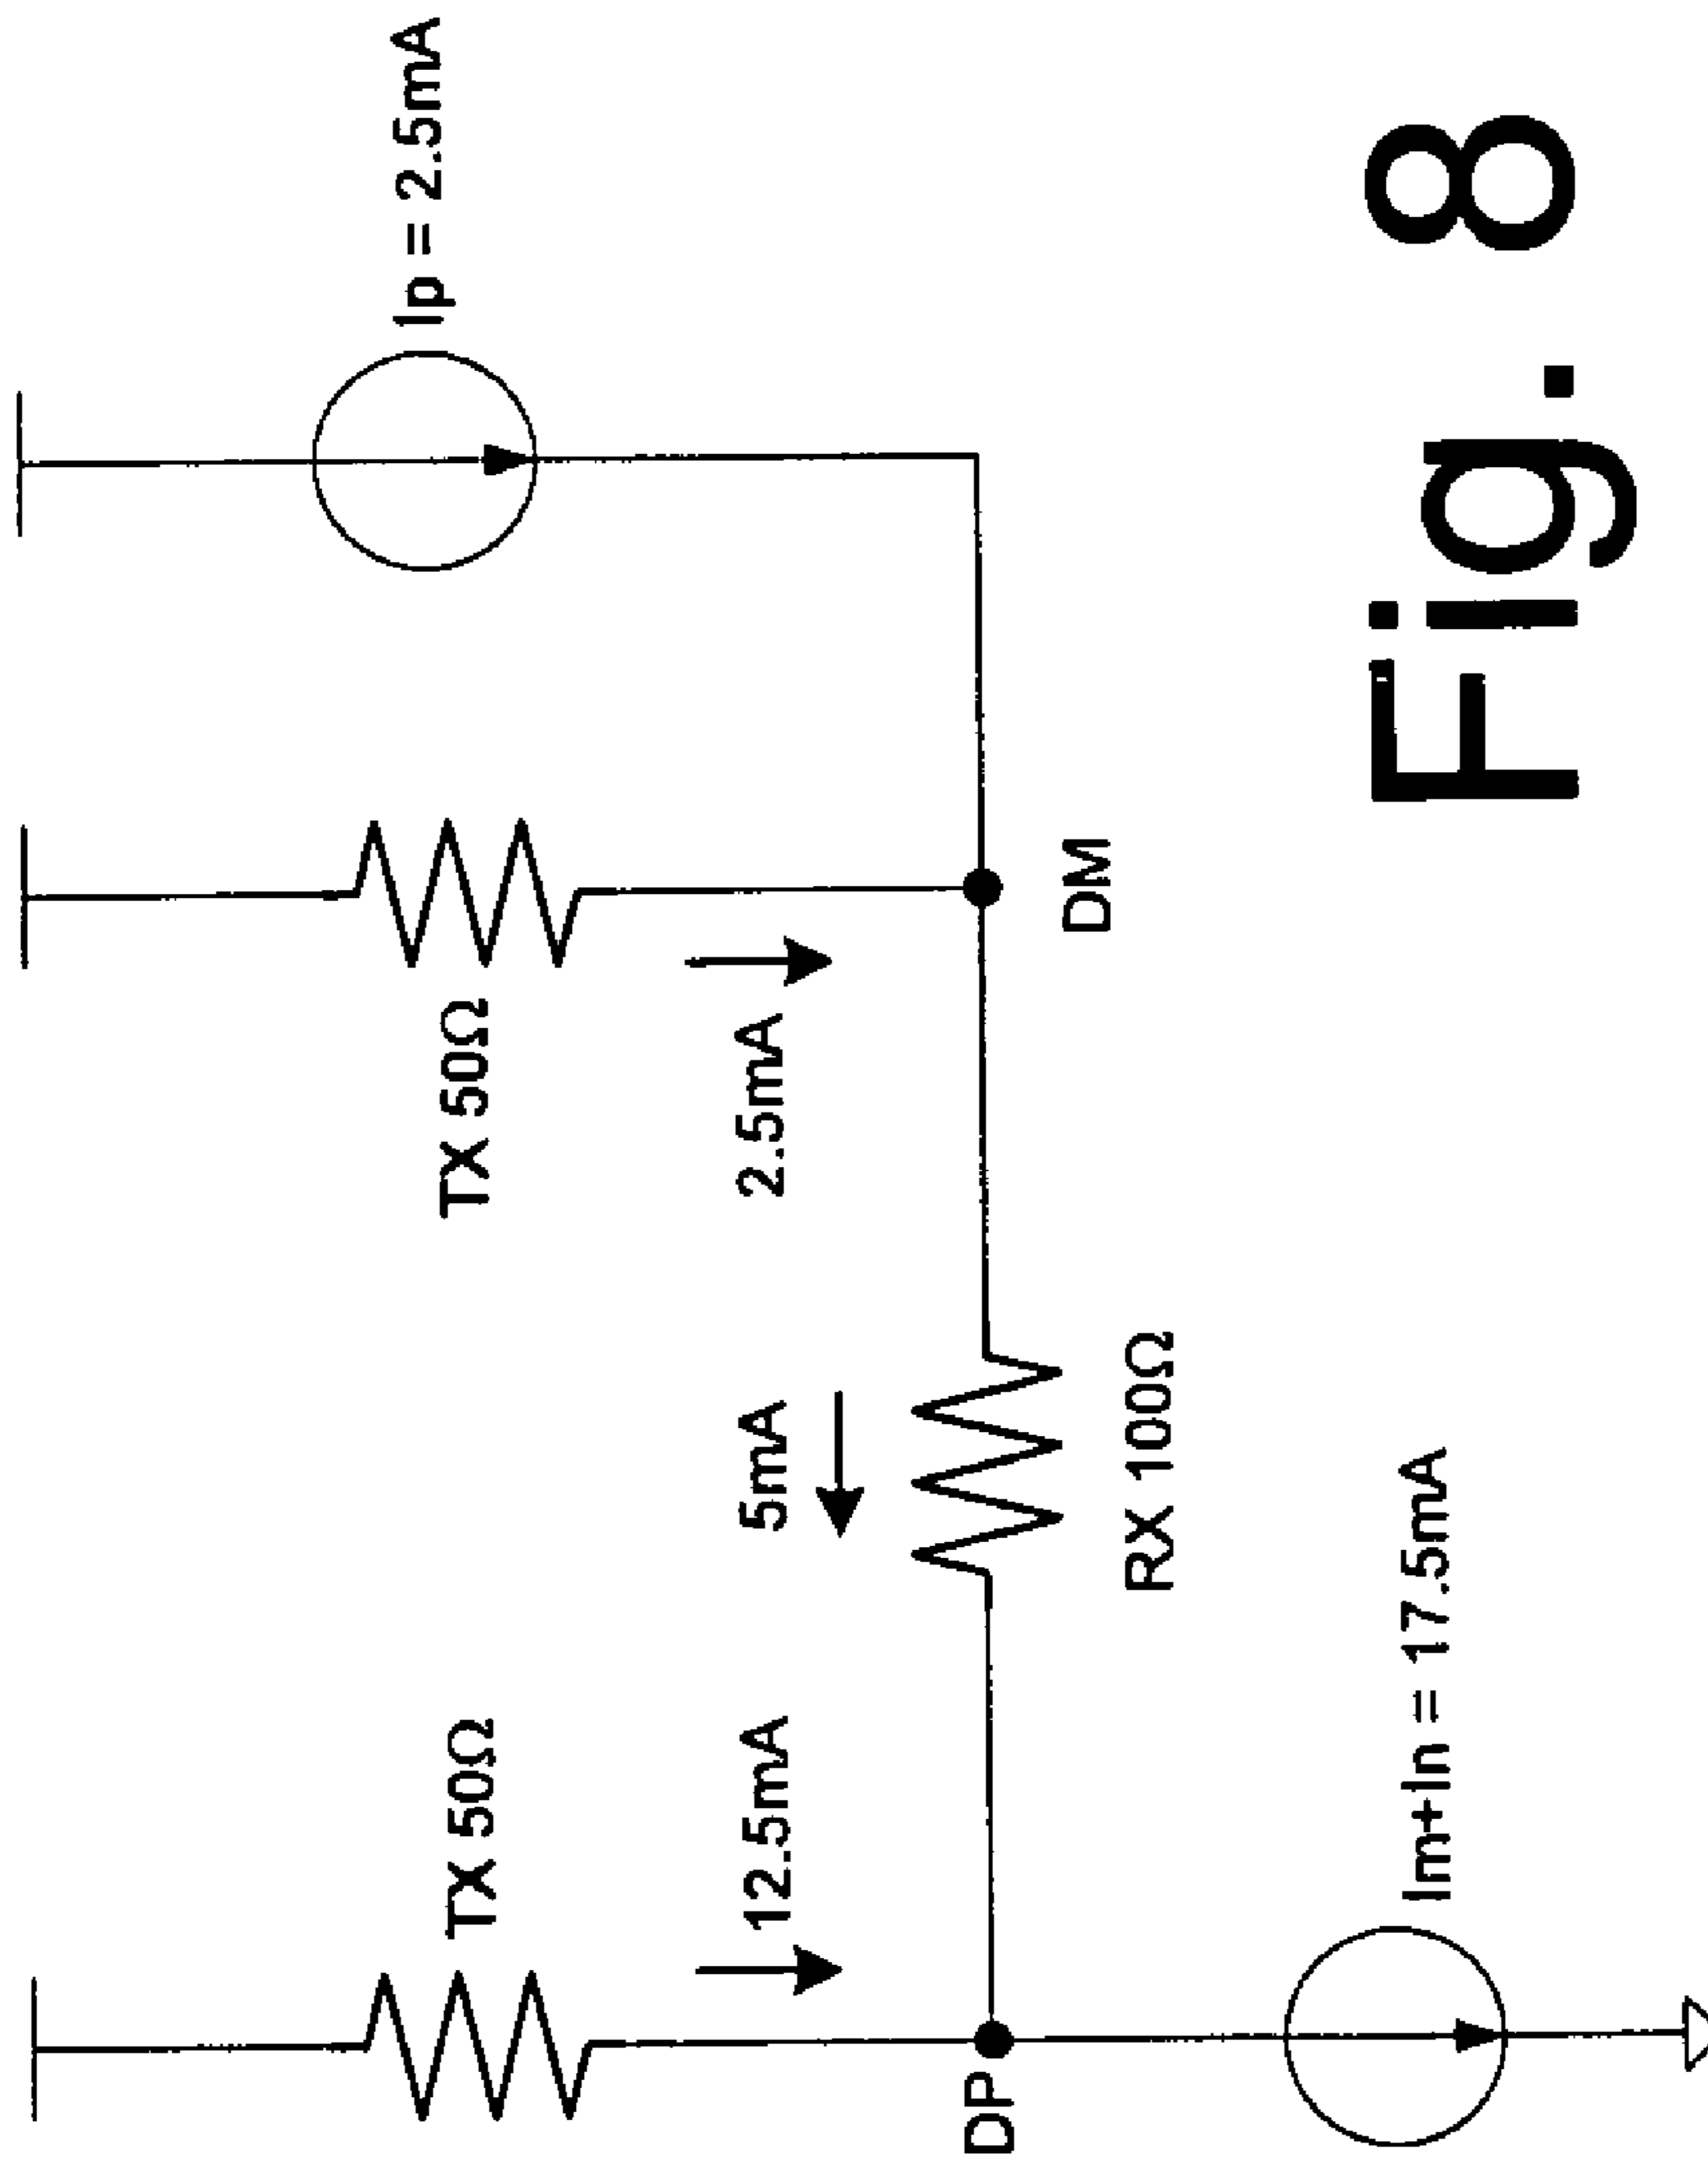 TX 50Ω
12.5mA
DP
Im+In = 17.5mA
5mA
RX 100Ω
TX 50Ω
2.5mA
DM
Ip = 2.5mA
Fig. 8